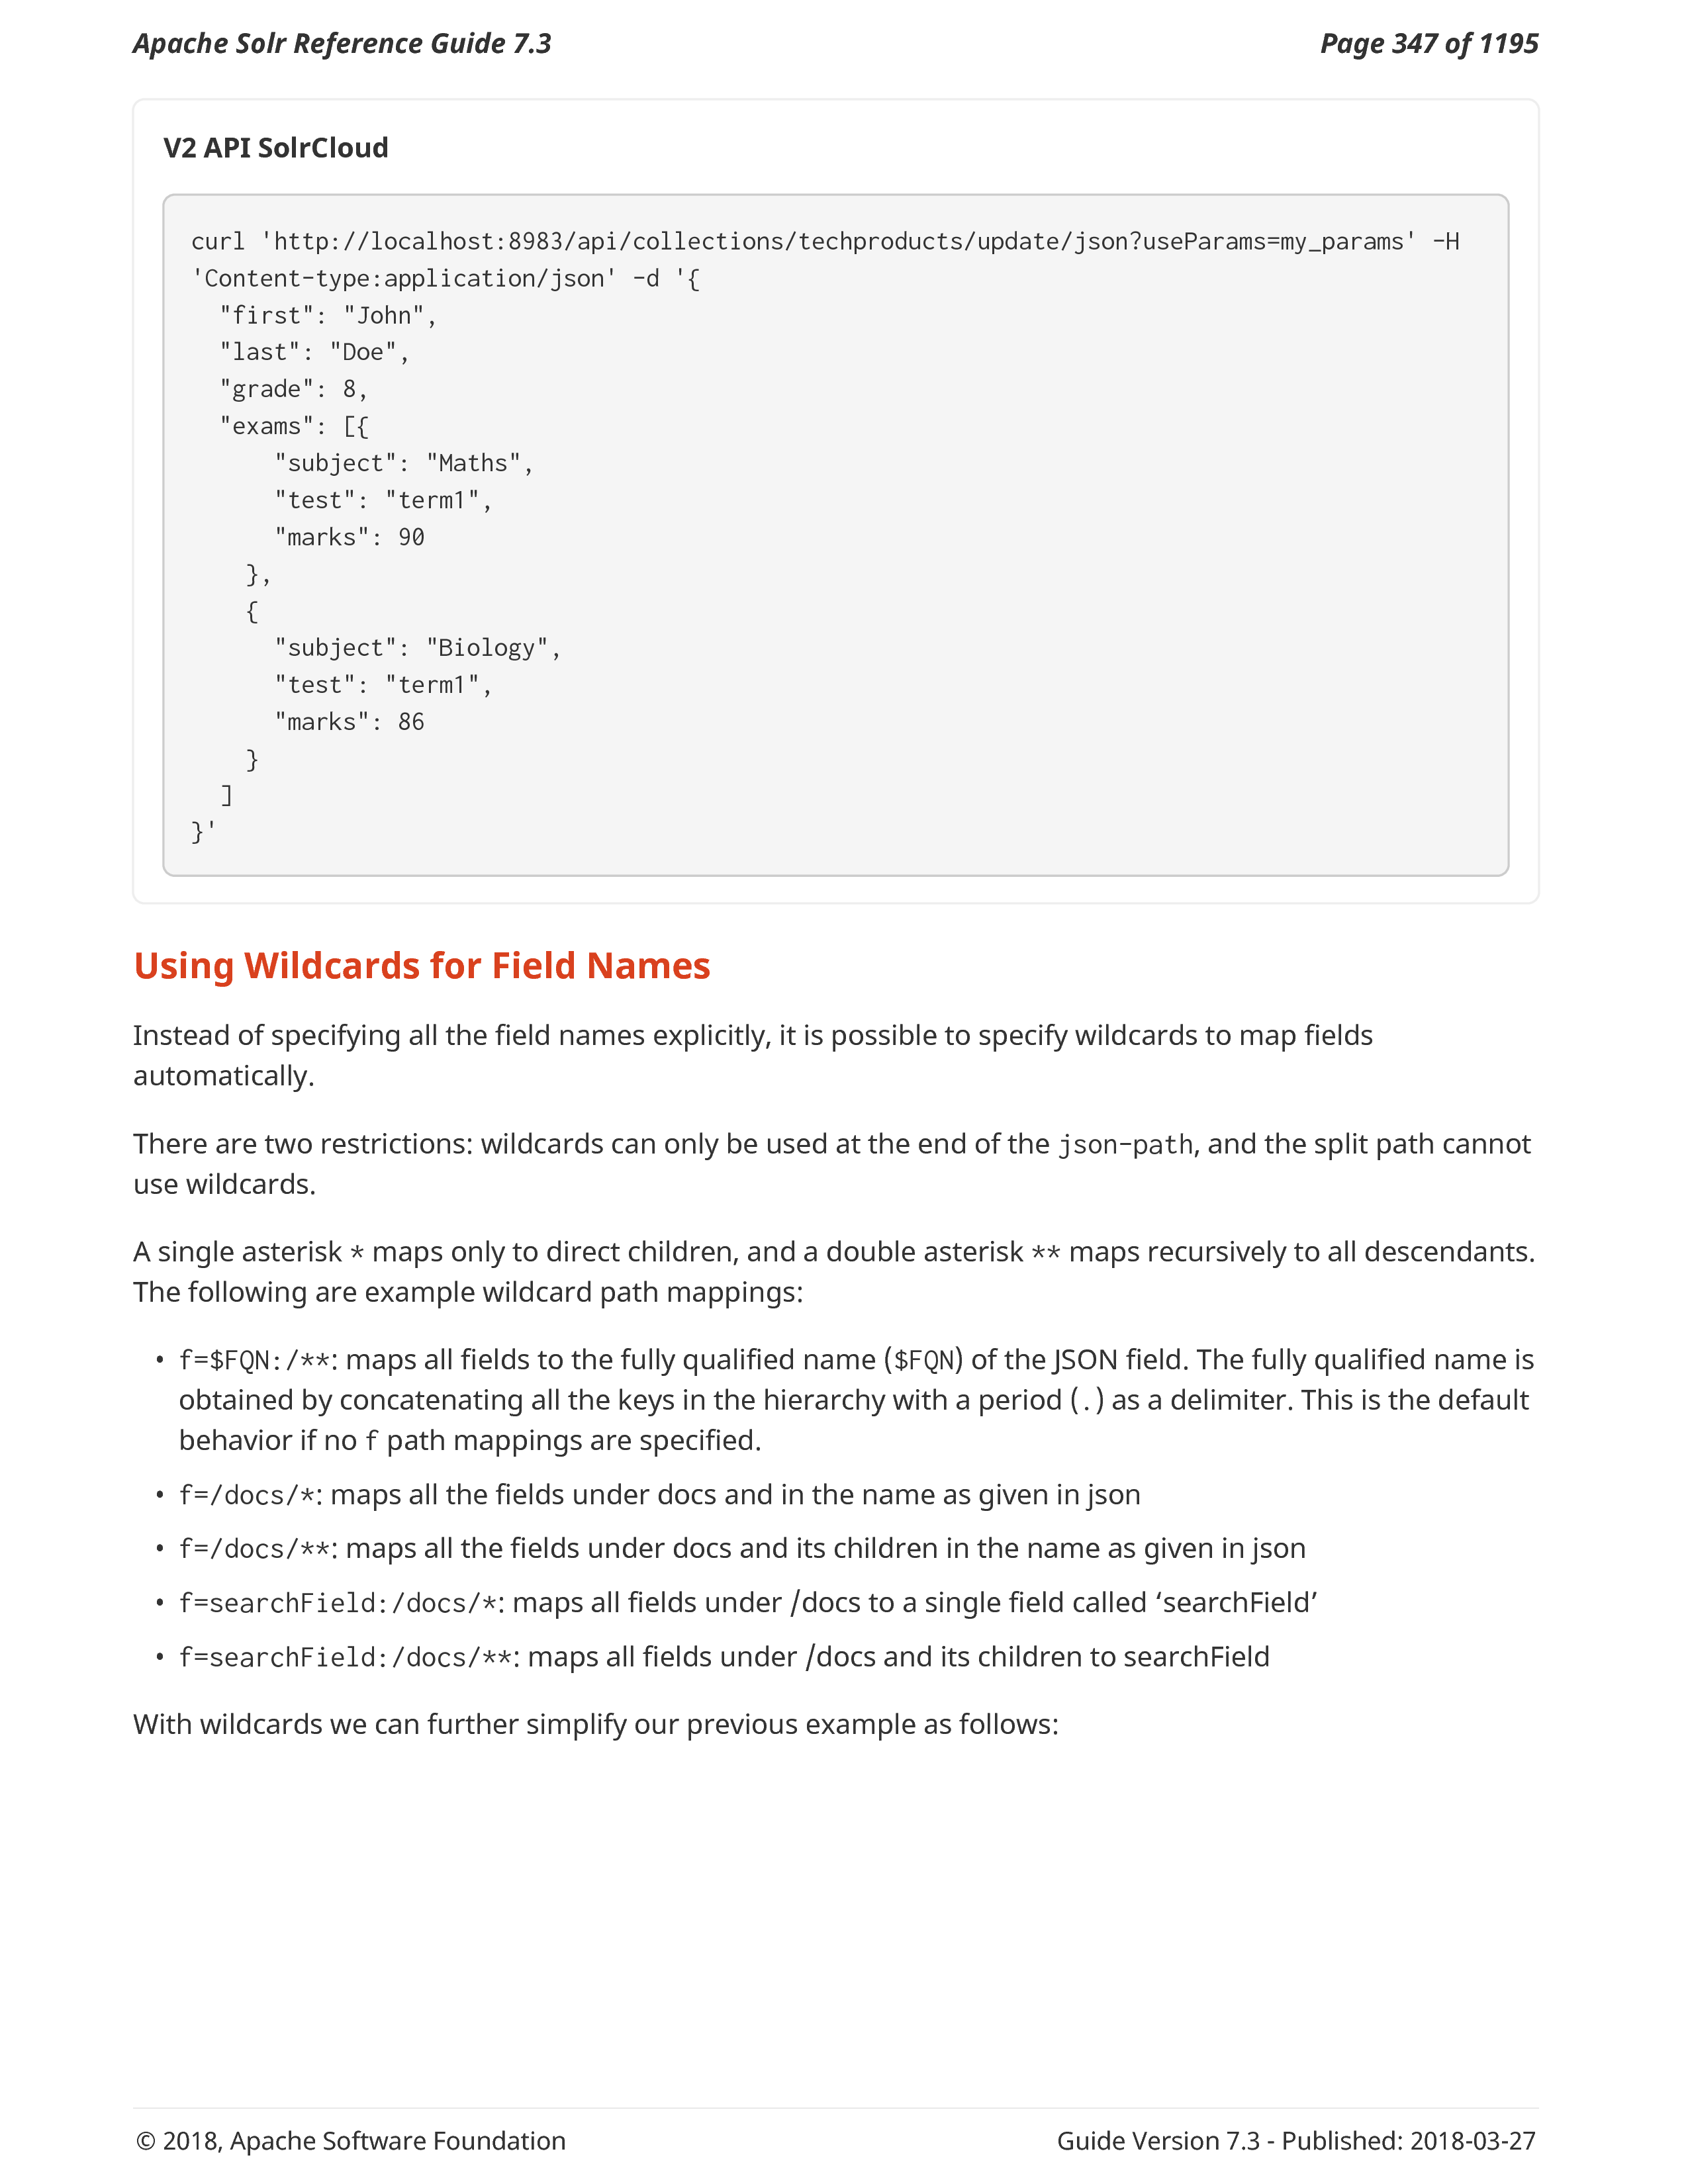 Apache Solr Reference Guide 7.3
Page 347 of 1195
V2 API SolrCloud
curl 'http://localhost:8983/api/collections/techproducts/update/json?useParams=my_params' -H
'Content-type:application/json' -d '{
  "first": "John",
  "last": "Doe",
  "grade": 8,
  "exams": [{
      "subject": "Maths",
      "test": "term1",
      "marks": 90
    },
    {
      "subject": "Biology",
      "test": "term1",
      "marks": 86
    }
  ]
}'
Using Wildcards for Field Names
Instead of specifying all the field names explicitly, it is possible to specify wildcards to map fields
automatically.
There are two restrictions: wildcards can only be used at the end of the json-path, and the split path cannot
use wildcards.
A single asterisk * maps only to direct children, and a double asterisk ** maps recursively to all descendants.
The following are example wildcard path mappings:
• f=$FQN:/**: maps all fields to the fully qualified name ($FQN) of the JSON field. The fully qualified name is
obtained by concatenating all the keys in the hierarchy with a period (.) as a delimiter. This is the default
behavior if no f path mappings are specified.
• f=/docs/*: maps all the fields under docs and in the name as given in json
• f=/docs/**: maps all the fields under docs and its children in the name as given in json
• f=searchField:/docs/*: maps all fields under /docs to a single field called ‘searchField’
• f=searchField:/docs/**: maps all fields under /docs and its children to searchField
With wildcards we can further simplify our previous example as follows:
© 2018, Apache Software Foundation
Guide Version 7.3 - Published: 2018-03-27